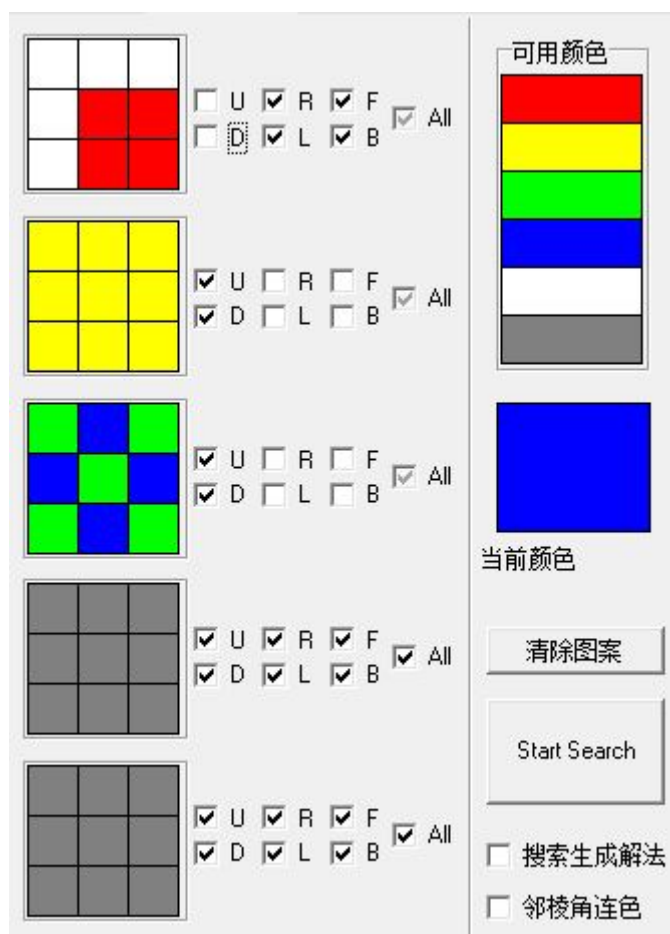 U R F
D L B All
U R F
D L B All
U R F
D L B All
U R F
D L B All
U R F
D L B All
可用颜色
当前颜色
清除图案
Start Search
搜索生成解法
邻棱角连色